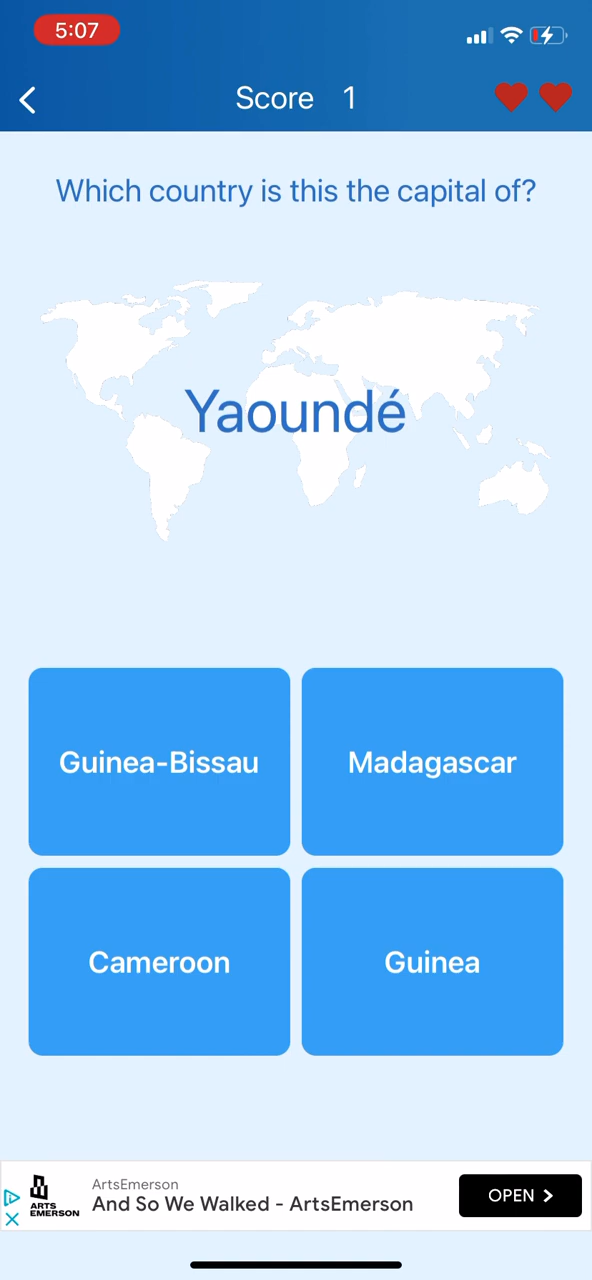 5:07
Score 1
Which country is this the capital of?
Yaoundé
Guinea-Bissau
Madagascar
Cameroon
Guinea
ArtsEmerson
And So We Walked - ArtsEmerson
ARTS
EMERSON
OPEN